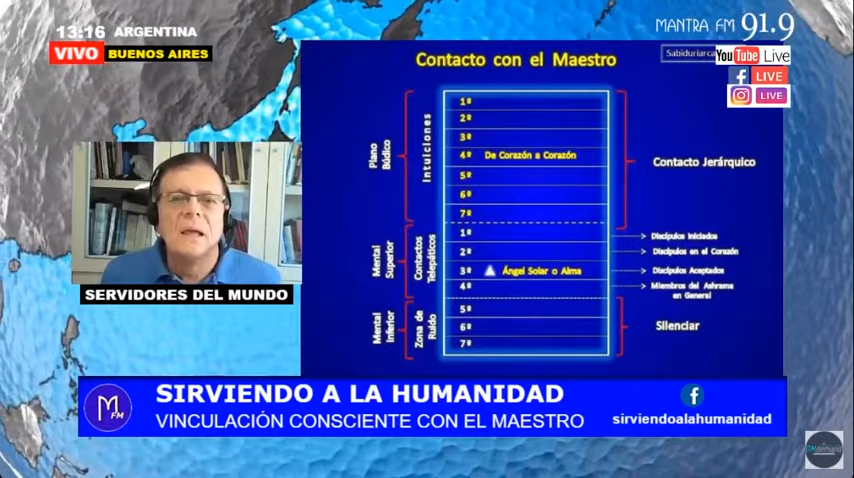 13:16 ARGENTINA
VIVO BUENOS AIRES
MANTRA FM 91.9
YouTube Live
LIVE
LIVE
Contacto con el Maestro
Plano Búdico
Intuiciones
1º
2º
3º
4º De Corazón a Corazón
5º
6º
7º
Contacto Jerárquico
Mental Superior
Contactos Telepáticos
1º
2º
3º Ángel Solar o Alma
4º
Discípulos Iniciados
Discípulos en el Corazón
Discípulos Aceptados
Miembros del Ashrama
en General
Mental Inferior
Zona de Ruido
5º
6º
7º
Silenciar
SERVIDORES DEL MUNDO
M FM
SIRVIENDO A LA HUMANIDAD
VINCULACIÓN CONSCIENTE CON EL MAESTRO
sirviendoalahumanidad